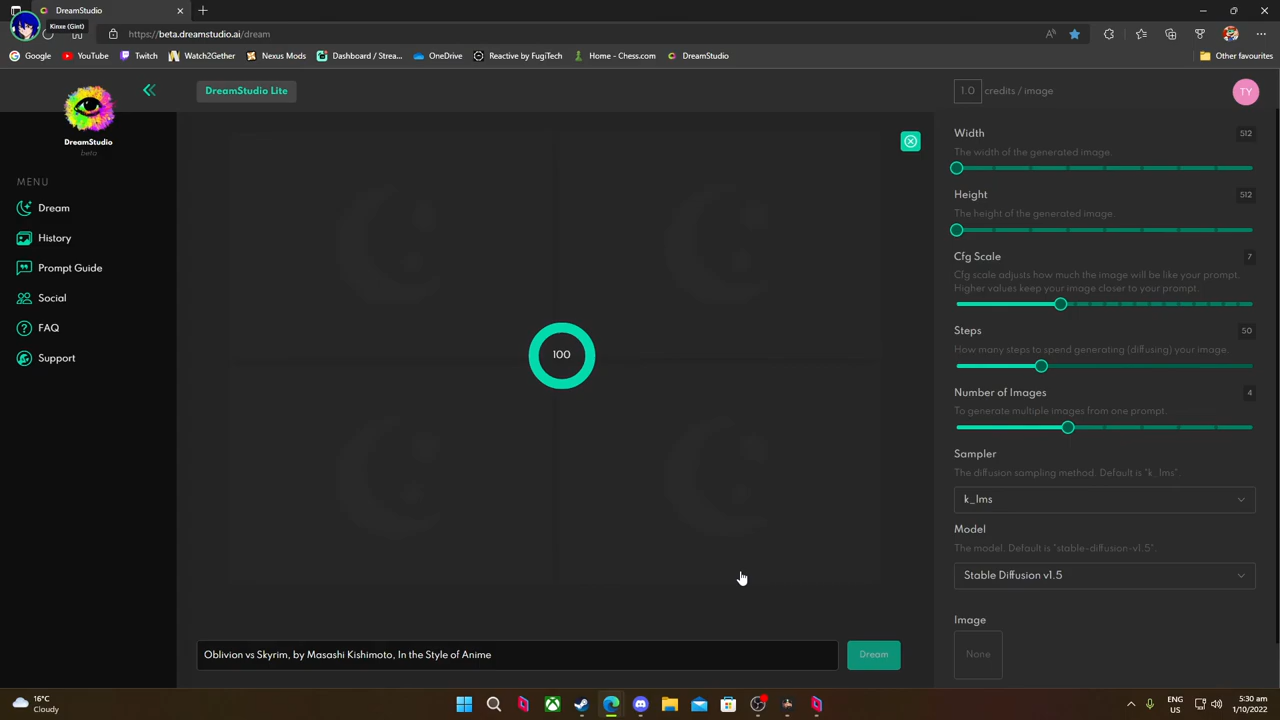 DreamStudio
Kinxe (Gint)
https://beta.dreamstudio.ai/dream
Google
YouTube
Twitch
Watch2Gether
Nexus Mods
Dashboard / Strea...
OneDrive
Reactive by FugiTech
Home - Chess.com
DreamStudio
Other favourites
DreamStudio
beta
MENU
Dream
History
Prompt Guide
Social
FAQ
Support
DreamStudio Lite
100
Oblivion vs Skyrim, by Masashi Kishimoto, In the Style of Anime
Dream
1.0 credits / image
TY
Width 512
The width of the generated image.
Height 512
The height of the generated image.
Cfg Scale 7
Cfg scale adjusts how much the image will be like your prompt.
Higher values keep your image closer to your prompt.
Steps 50
How many steps to spend generating (diffusing) your image.
Number of Images 4
To generate multiple images from one prompt.
Sampler
The diffusion sampling method. Default is "k_lms".
k_lms
Model
The model. Default is "stable-diffusion-v1.5".
Stable Diffusion v1.5
Image
None
16°C
Cloudy
ENG
US
5:30 am
1/10/2022